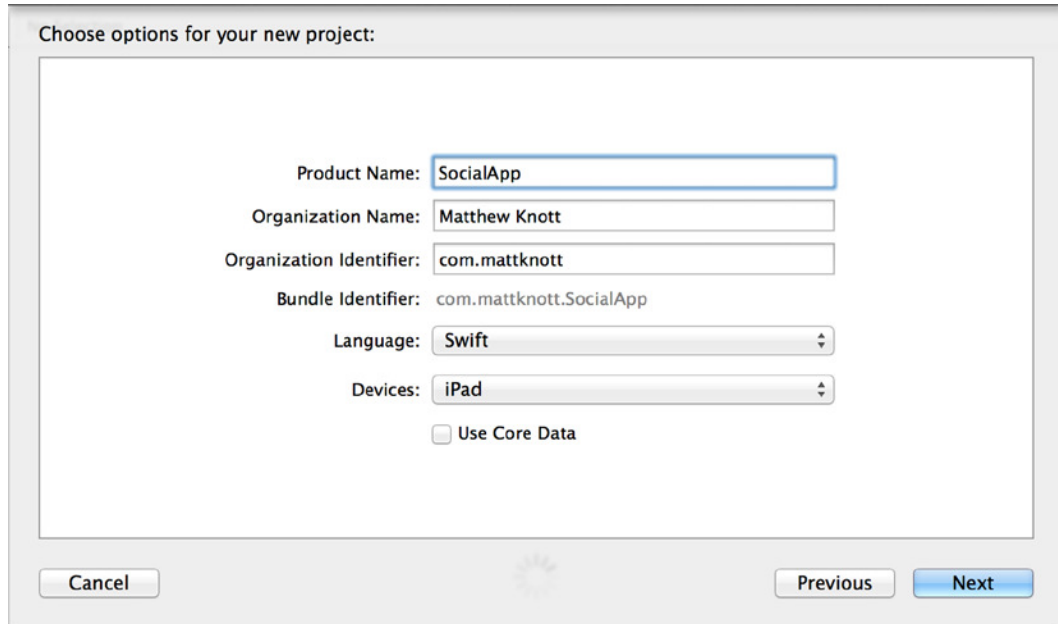 Choose options for your new project:
Product Name: SocialApp
Organization Name: Matthew Knott
Organization Identifier: com.mattknott
Bundle Identifier: com.mattknott.SocialApp
Language: Swift
Devices: iPad
Use Core Data
Cancel Previous Next